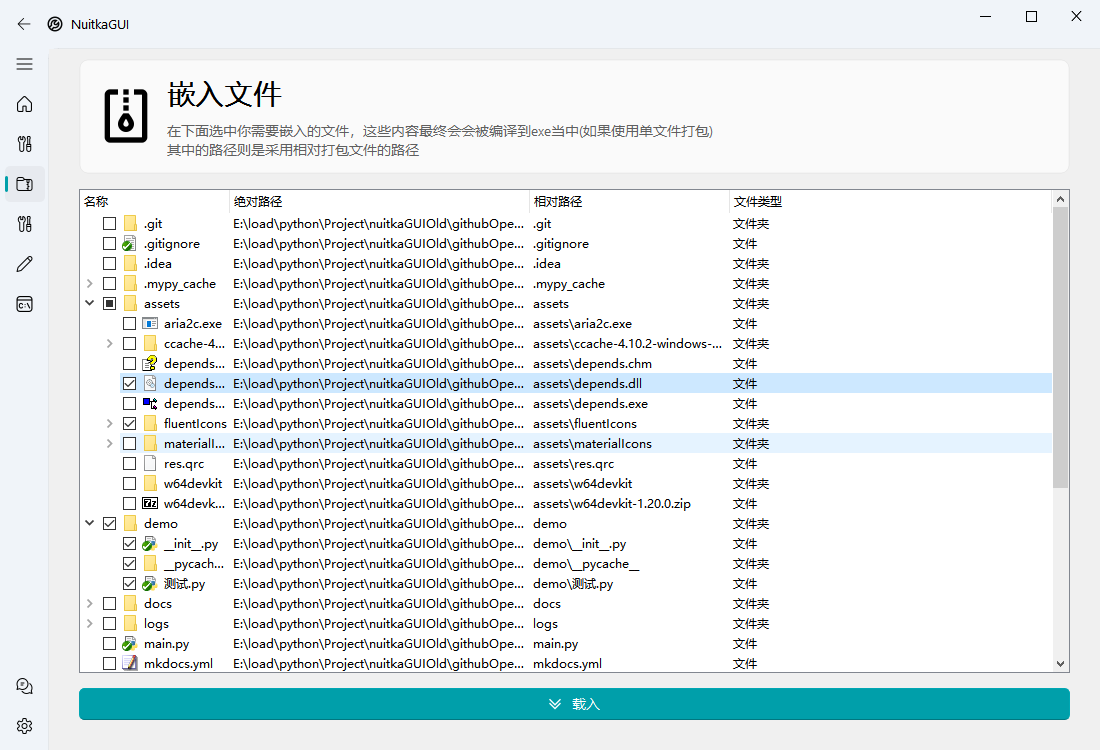 NuitkaGUI
嵌入文件
在下面选中你需要嵌入的文件，这些内容最终会会被编译到exe当中(如果使用单文件打包)
其中的路径则是采用相对打包文件的路径
名称 绝对路径 相对路径 文件类型
.git E:\load\python\Project\nuitkaGUIOld\githubOpe... .git 文件夹
.gitignore E:\load\python\Project\nuitkaGUIOld\githubOpe... .gitignore 文件
.idea E:\load\python\Project\nuitkaGUIOld\githubOpe... .idea 文件夹
.mypy_cache E:\load\python\Project\nuitkaGUIOld\githubOpe... .mypy_cache 文件夹
assets E:\load\python\Project\nuitkaGUIOld\githubOpe... assets 文件夹
aria2c.exe E:\load\python\Project\nuitkaGUIOld\githubOpe... assets\aria2c.exe 文件
ccache-4... E:\load\python\Project\nuitkaGUIOld\githubOpe... assets\ccache-4.10.2-windows-... 文件夹
depends... E:\load\python\Project\nuitkaGUIOld\githubOpe... assets\depends.chm 文件
depends... E:\load\python\Project\nuitkaGUIOld\githubOpe... assets\depends.dll 文件
depends... E:\load\python\Project\nuitkaGUIOld\githubOpe... assets\depends.exe 文件
fluentIcons E:\load\python\Project\nuitkaGUIOld\githubOpe... assets\fluentIcons 文件夹
materialI... E:\load\python\Project\nuitkaGUIOld\githubOpe... assets\materialIcons 文件夹
res.qrc E:\load\python\Project\nuitkaGUIOld\githubOpe... assets\res.qrc 文件
w64devkit E:\load\python\Project\nuitkaGUIOld\githubOpe... assets\w64devkit 文件夹
w64devk... E:\load\python\Project\nuitkaGUIOld\githubOpe... assets\w64devkit-1.20.0.zip 文件
demo E:\load\python\Project\nuitkaGUIOld\githubOpe... demo 文件夹
__init__.py E:\load\python\Project\nuitkaGUIOld\githubOpe... demo\__init__.py 文件
__pycach... E:\load\python\Project\nuitkaGUIOld\githubOpe... demo\__pycache__ 文件夹
测试.py E:\load\python\Project\nuitkaGUIOld\githubOpe... demo\测试.py 文件
docs E:\load\python\Project\nuitkaGUIOld\githubOpe... docs 文件夹
logs E:\load\python\Project\nuitkaGUIOld\githubOpe... logs 文件夹
main.py E:\load\python\Project\nuitkaGUIOld\githubOpe... main.py 文件
mkdocs.yml E:\load\python\Project\nuitkaGUIOld\githubOpe... mkdocs.yml 文件
载入